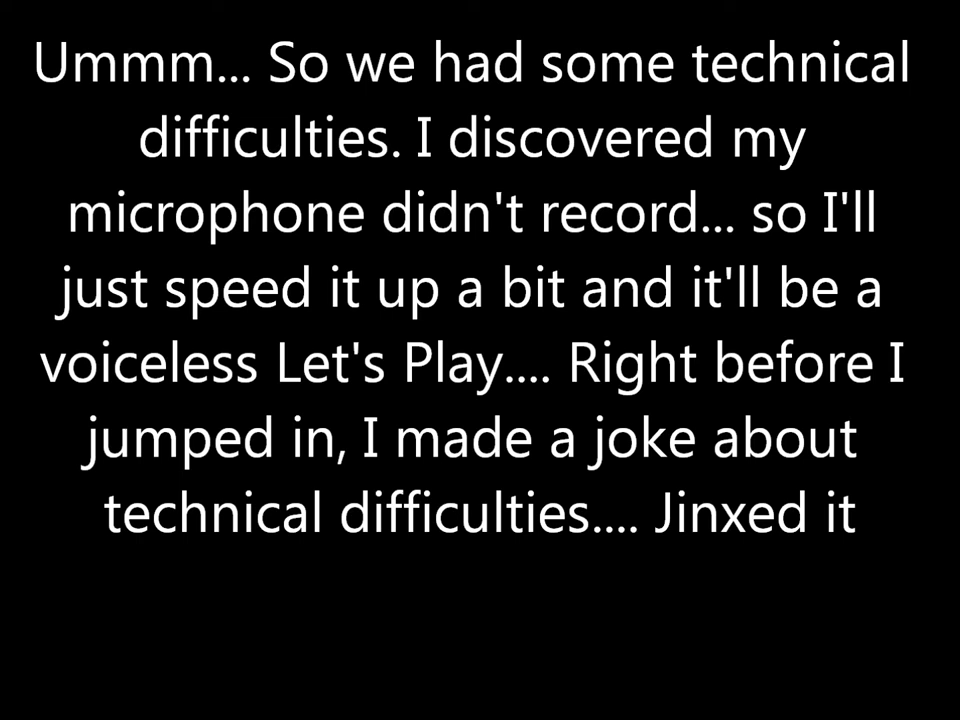 Ummm... So we had some technical
difficulties. I discovered my
microphone didn't record... so I'll
just speed it up a bit and it'll be a
voiceless Let's Play.... Right before I
jumped in, I made a joke about
technical difficulties.... Jinxed it